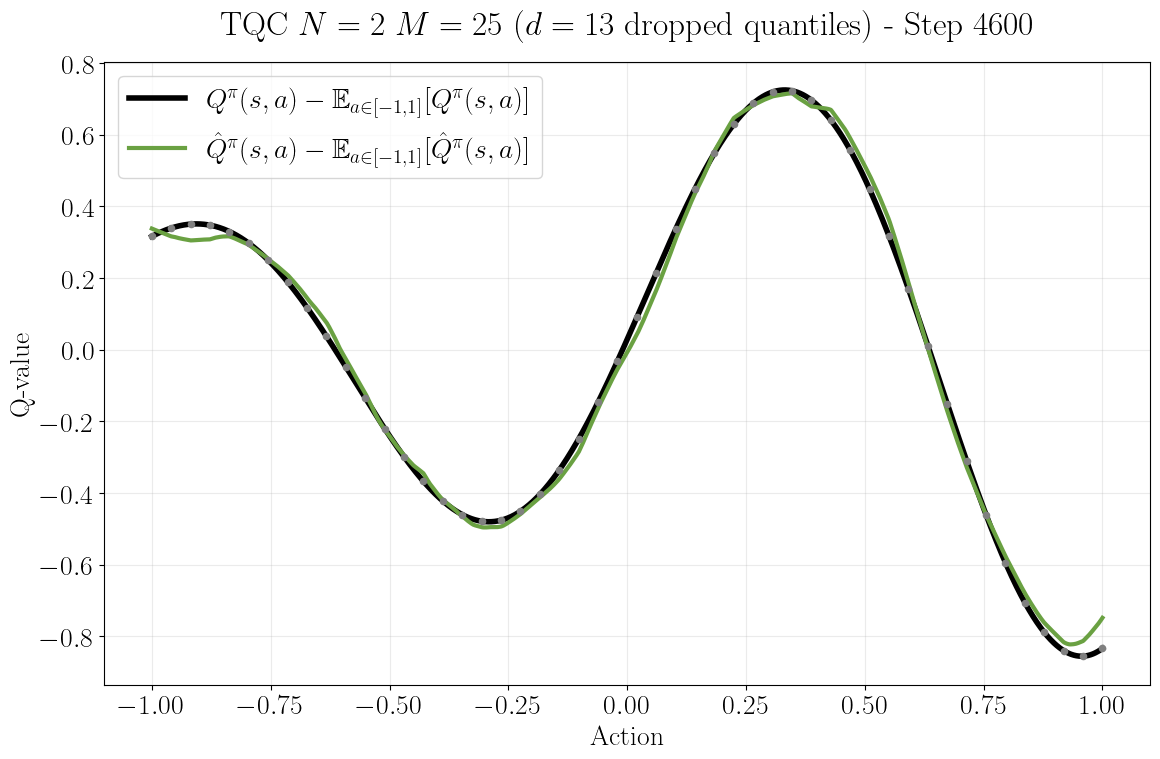 TQC N = 2 M = 25 (d = 13 dropped quantiles) - Step 4600
Q^π(s, a) − 𝔼_{a∈[−1,1]}[Q^π(s, a)]
Q̂^π(s, a) − 𝔼_{a∈[−1,1]}[Q̂^π(s, a)]
0.8
0.6
0.4
0.2
0.0
−0.2
−0.4
−0.6
−0.8
Q-value
−1.00 −0.75 −0.50 −0.25 0.00 0.25 0.50 0.75 1.00
Action